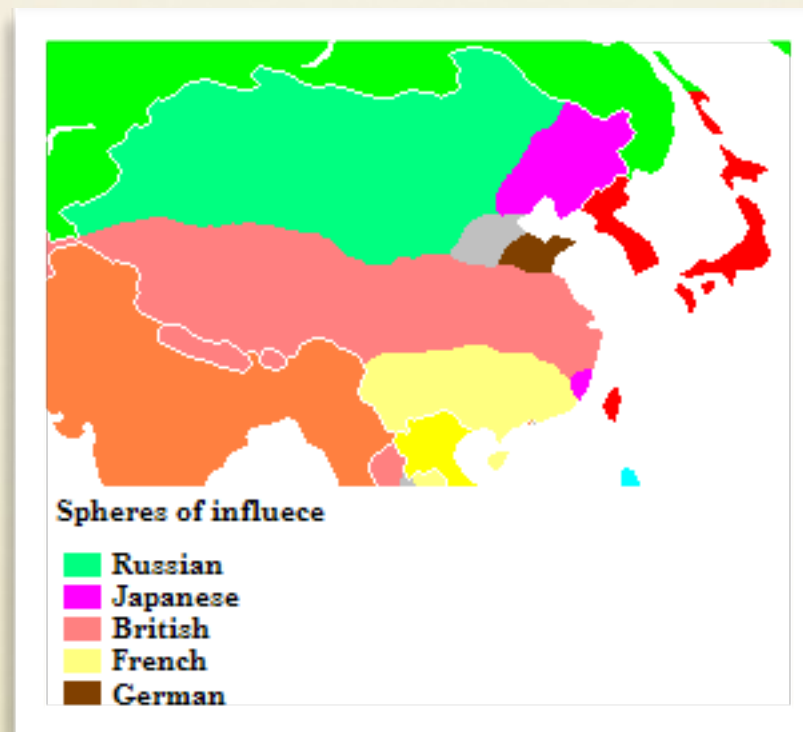 Spheres of influece
Russian
Japanese
British
French
German